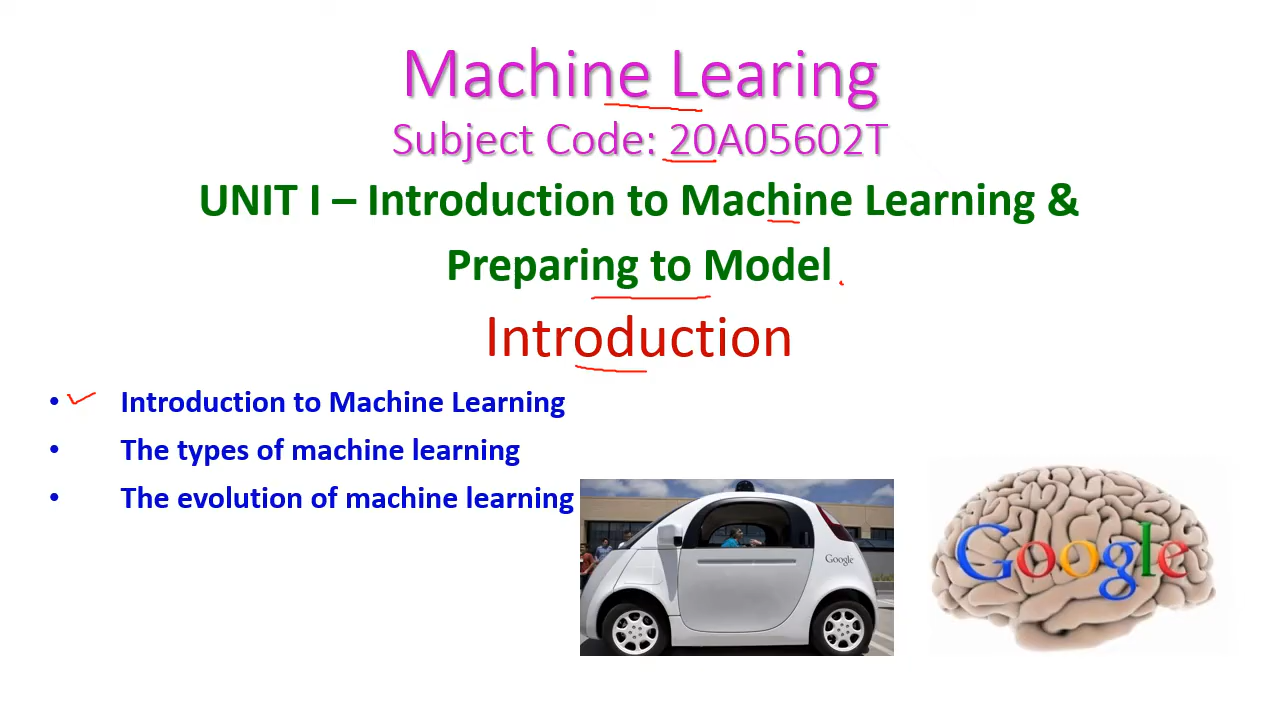 Machine Learing
Subject Code: 20A05602T
UNIT I – Introduction to Machine Learning &
Preparing to Model
Introduction
• Introduction to Machine Learning
• The types of machine learning
• The evolution of machine learning
Google
Google